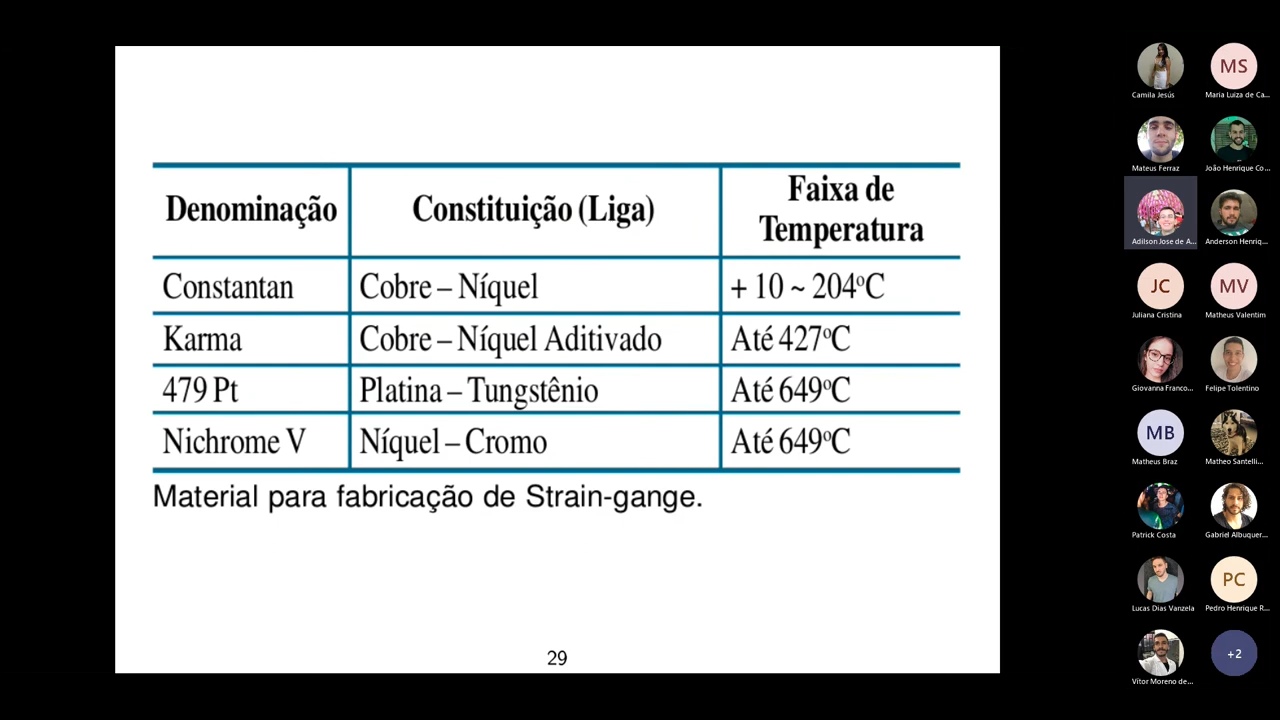 Denominação
Constituição (Liga)
Faixa de
Temperatura
Constantan
Cobre – Níquel
+ 10 ~ 204ºC
Karma
Cobre – Níquel Aditivado
Até 427ºC
479 Pt
Platina – Tungstênio
Até 649ºC
Nichrome V
Níquel – Cromo
Até 649ºC
Material para fabricação de Strain-gange.
29
Camila Jesús
MS
Maria Luiza de Ca...
Mateus Ferraz
João Henrique Co...
Adilson Jose de A...
Anderson Henriq...
JC
Juliana Cristina
MV
Matheus Valentim
Giovanna Franco...
Felipe Tolentino
MB
Matheus Braz
Matheo Santelli...
Patrick Costa
Gabriel Albuquer...
Lucas Dias Vanzela
PC
Pedro Henrique R...
Vítor Moreno de...
+2